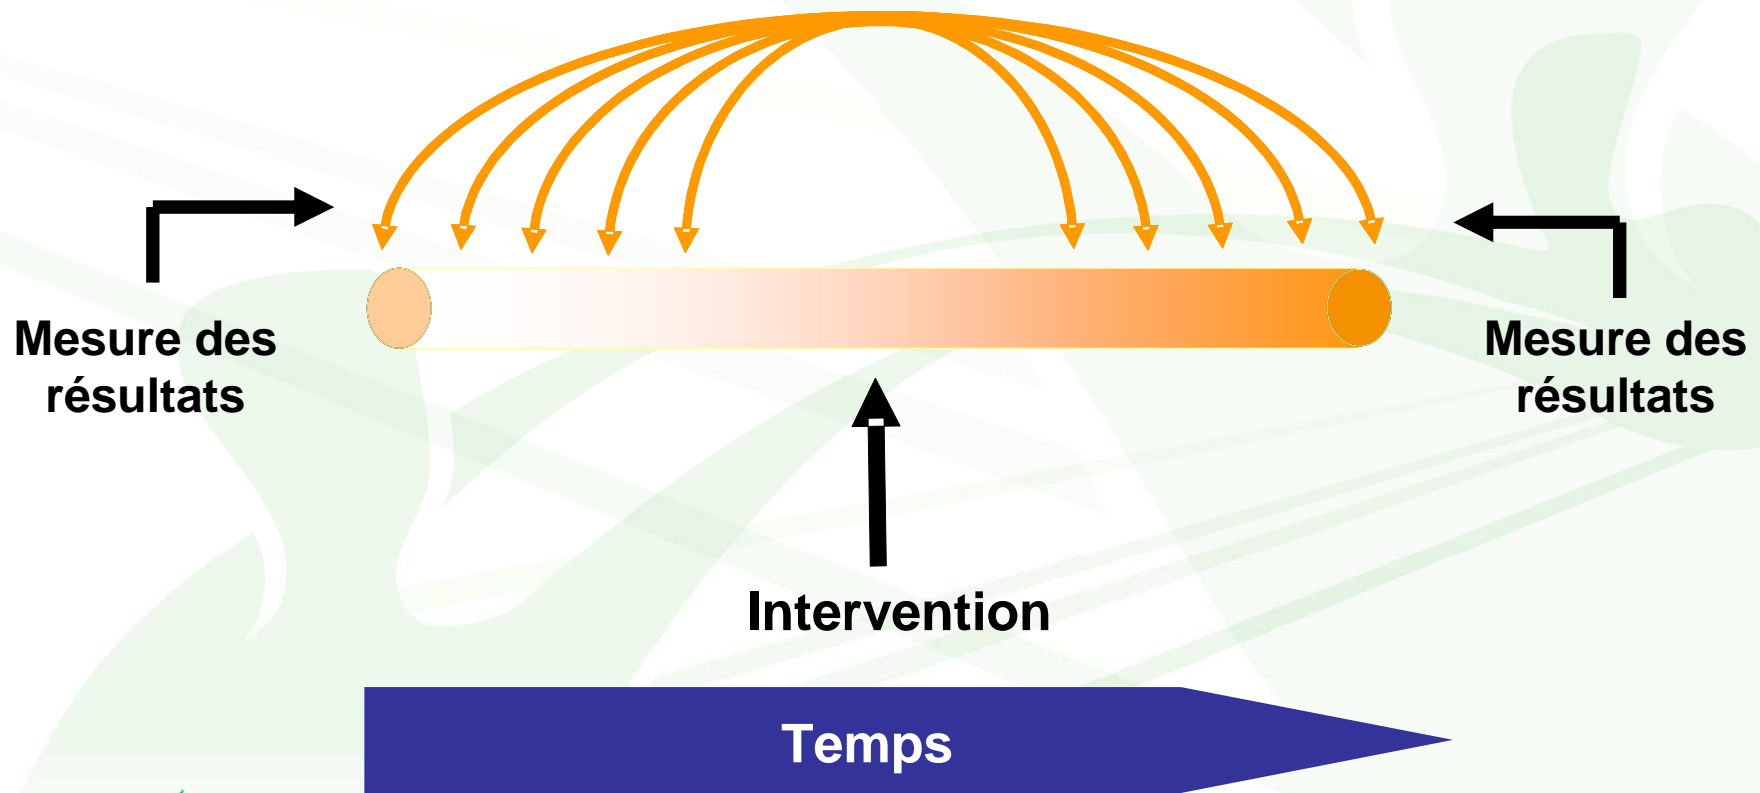 Mesure des
résultats
Mesure des
résultats
Intervention
Temps